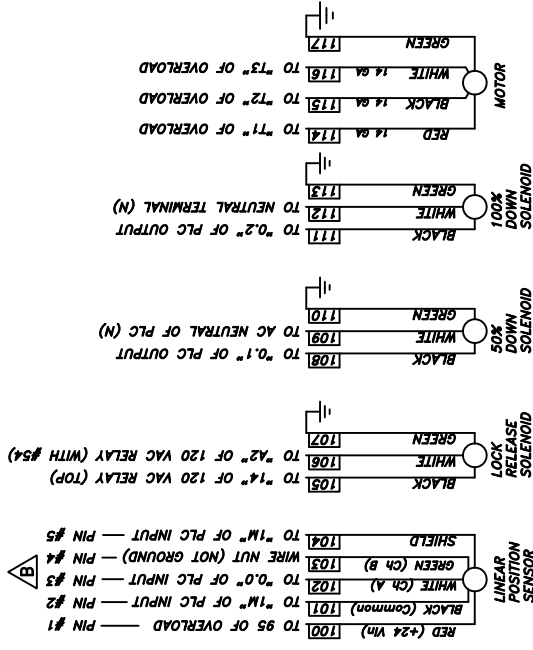 RED (+24 Vin) 100 TO 95 OF OVERLOAD — PIN #1
BLACK (Common) 101 TO "1M" OF PLC INPUT — PIN #2
WHITE (Ch A) 102 TO "0.0" OF PLC INPUT — PIN #3
GREEN (Ch B) 103 WIRE NUT (NOT GROUND) — PIN #4
SHIELD 104 TO "1M" OF PLC INPUT — PIN #5
LINEAR
POSITION
SENSOR
B
BLACK 105 TO "14" OF 120 VAC RELAY (TOP)
WHITE 106 TO "A2" OF 120 VAC RELAY (WITH #54)
GREEN 107
LOCK
RELEASE
SOLENOID
BLACK 108 TO "0.1" OF PLC OUTPUT
WHITE 109 TO AC NEUTRAL OF PLC (N)
GREEN 110
50%
DOWN
SOLENOID
BLACK 111 TO "0.2" OF PLC OUTPUT
WHITE 112 TO NEUTRAL TERMINAL (N)
GREEN 113
100%
DOWN
SOLENOID
RED 14 GA 114 TO "T1" OF OVERLOAD
BLACK 14 GA 115 TO "T2" OF OVERLOAD
WHITE 14 GA 116 TO "T3" OF OVERLOAD
GREEN 117
MOTOR